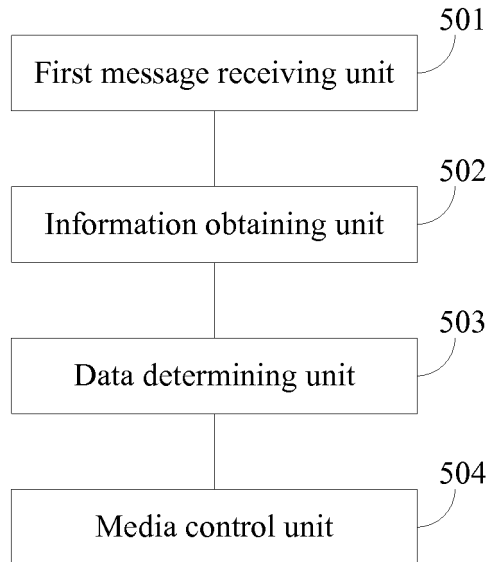 501
First message receiving unit
502
Information obtaining unit
503
Data determining unit
504
Media control unit